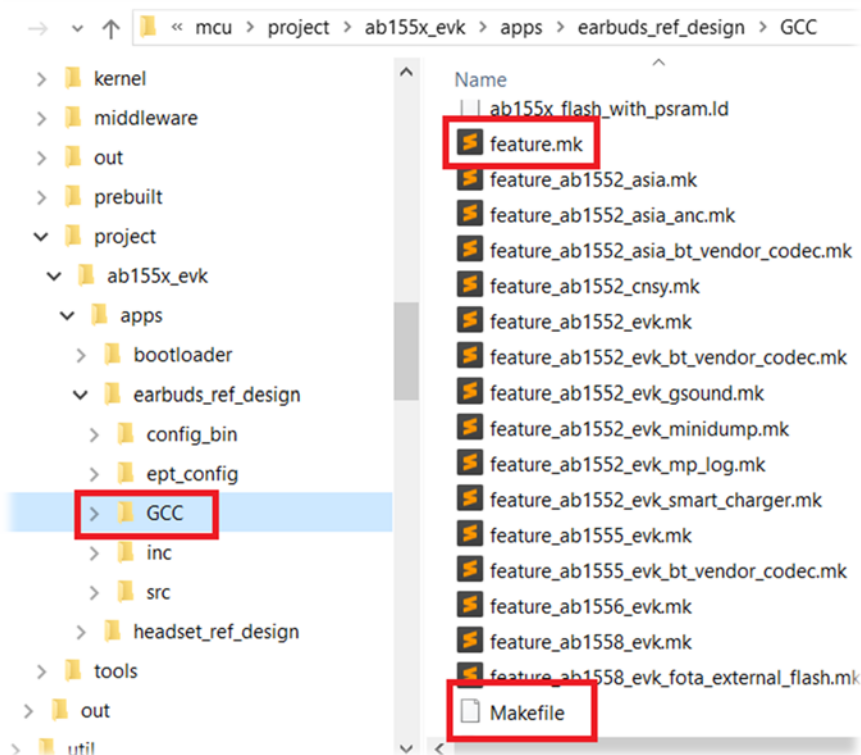 « mcu > project > ab155x_evk > apps > earbuds_ref_design > GCC
kernel
middleware
out
prebuilt
project
ab155x_evk
apps
bootloader
earbuds_ref_design
config_bin
ept_config
GCC
inc
src
headset_ref_design
tools
out
util
Name
ab155x_flash_with_psram.ld
feature.mk
feature_ab1552_asia.mk
feature_ab1552_asia_anc.mk
feature_ab1552_asia_bt_vendor_codec.mk
feature_ab1552_cnsy.mk
feature_ab1552_evk.mk
feature_ab1552_evk_bt_vendor_codec.mk
feature_ab1552_evk_gsound.mk
feature_ab1552_evk_minidump.mk
feature_ab1552_evk_mp_log.mk
feature_ab1552_evk_smart_charger.mk
feature_ab1555_evk.mk
feature_ab1555_evk_bt_vendor_codec.mk
feature_ab1556_evk.mk
feature_ab1558_evk.mk
feature_ab1558_evk_fota_external_flash.mk
Makefile